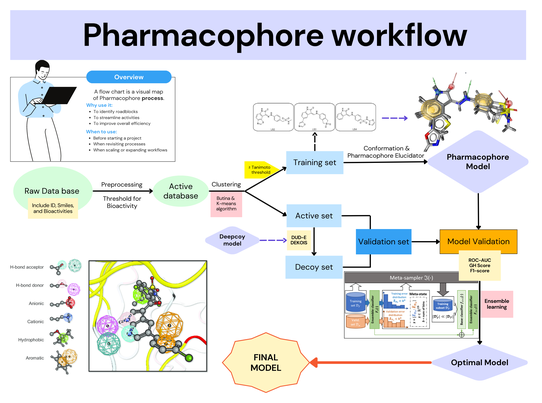 Pharmacophore workflow
Overview
A flow chart is a visual map
of Pharmacophore process.
Why use it:
To identify roadblocks
To streamline activities
To improve overall efficiency
When to use:
Before starting a project
When revisiting processes
When scaling or expanding workflows
Raw Data base
Include ID, Smiles,
and Bioactivities
Preprocessing
Threshold for
Bioactivity
Active
database
Clustering
Butina &
K-means
algorithm
Tanimoto
threshold
Training set
Conformation &
Pharmacophore Elucidator
Pharmacophore
Model
Active set
Deepcoy
model
DUD-E
DEKOIS
Decoy set
Validation set
Model Validation
ROC-AUC
GH Score
F1-score
Meta-sampler
Ensemble
learning
Optimal Model
FINAL
MODEL
H-bond acceptor
H-bond donor
Anionic
Cationic
Hydrophobic
Aromatic